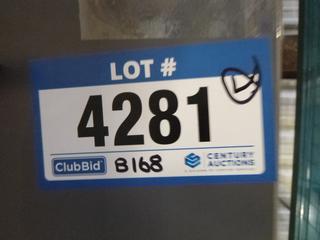 LOT #
4281
ClubBid B168 CENTURY AUCTIONS